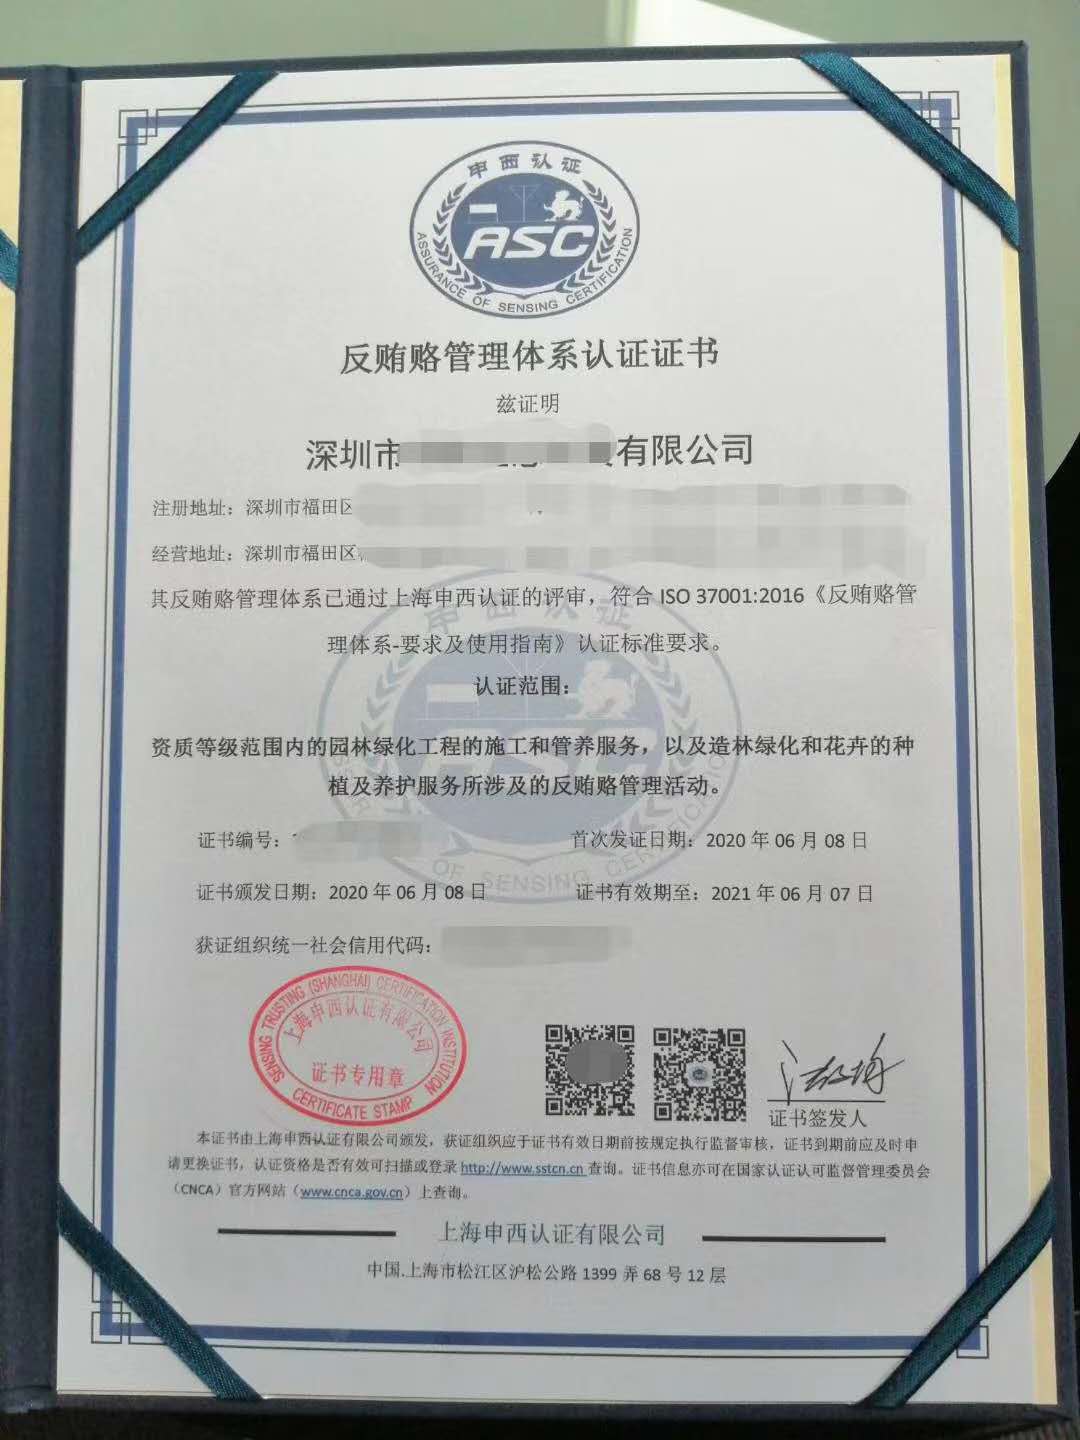 申西认证
ASC
ASSURANCE OF SENSING CERTIFICATION
反贿赂管理体系认证证书
兹证明
深圳市 有限公司
注册地址：深圳市福田区
经营地址：深圳市福田区
其反贿赂管理体系已通过上海申西认证的评审，符合 ISO 37001:2016《反贿赂管
理体系-要求及使用指南》认证标准要求。
认证范围：
资质等级范围内的园林绿化工程的施工和管养服务，以及造林绿化和花卉的种
植及养护服务所涉及的反贿赂管理活动。
证书编号： 首次发证日期：2020 年 06 月 08 日
证书颁发日期：2020 年 06 月 08 日 证书有效期至：2021 年 06 月 07 日
获证组织统一社会信用代码：
SENSING TRUSTING (SHANGHAI) CERTIFICATION INSTITUTION
上海申西认证有限公司
证书专用章
CERTIFICATE STAMP
证书签发人
本证书由上海申西认证有限公司颁发，获证组织应于证书有效日期前按规定执行监督审核，证书到期前应及时申
请更换证书，认证资格是否有效可扫描或登录 http://www.sstcn.cn 查询。证书信息亦可在国家认证认可监督管理委员会
（CNCA）官方网站（www.cnca.gov.cn）上查询。
上海申西认证有限公司
中国.上海市松江区沪松公路 1399 弄 68 号 12 层